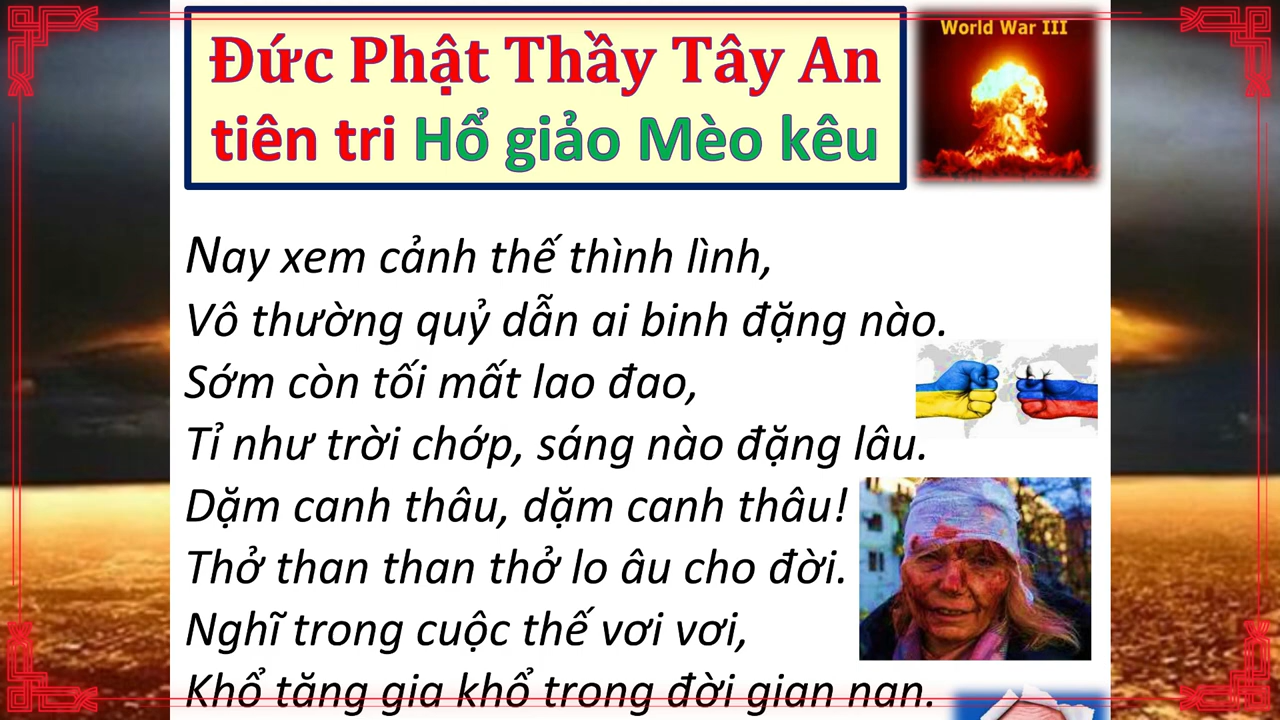 Đức Phật Thầy Tây An
tiên tri Hổ giảo Mèo kêu
World War III
Nay xem cảnh thế thình lình,
Vô thường quỷ dẫn ai binh đặng nào.
Sớm còn tối mất lao đao,
Tỉ như trời chớp, sáng nào đặng lâu.
Dặm canh thâu, dặm canh thâu!
Thở than than thở lo âu cho đời.
Nghĩ trong cuộc thế vơi vơi,
Khổ tăng gia khổ trong đời gian nan.